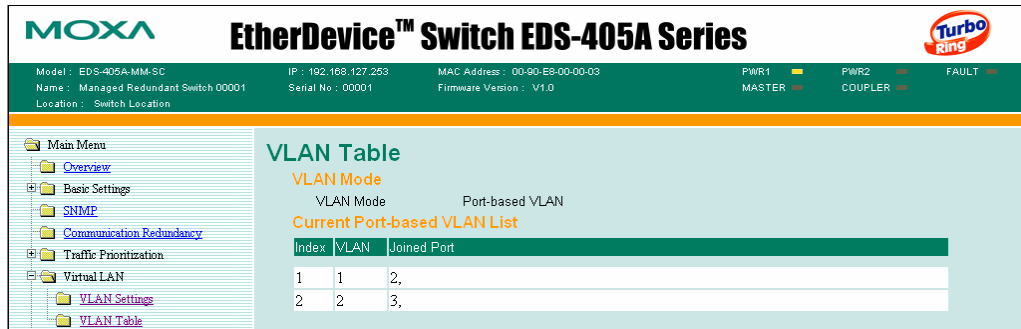 MOXA EtherDevice™ Switch EDS-405A Series Turbo Ring
Model : EDS-405A-MM-SC IP : 192.168.127.253 MAC Address : 00-90-E8-00-00-03 PWR1 PWR2 FAULT
Name : Managed Redundant Switch 00001 Serial No : 00001 Firmware Version : V1.0 MASTER COUPLER
Location : Switch Location
Main Menu
Overview
Basic Settings
SNMP
Communication Redundancy
Traffic Prioritization
Virtual LAN
VLAN Settings
VLAN Table
VLAN Table
VLAN Mode
VLAN Mode Port-based VLAN
Current Port-based VLAN List
Index VLAN Joined Port
1 1 2,
2 2 3,